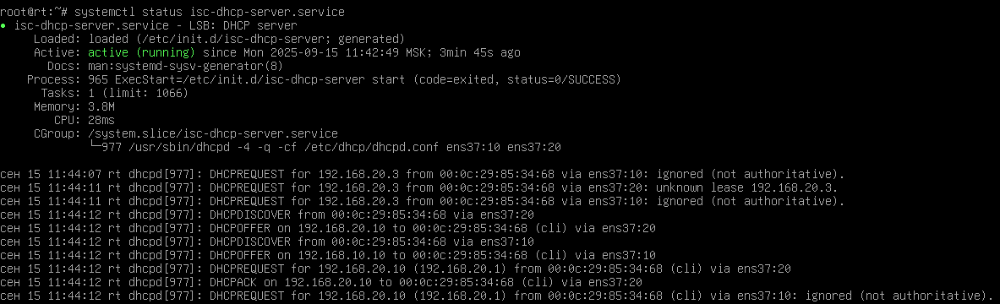 root@rt:~# systemctl status isc-dhcp-server.service
● isc-dhcp-server.service - LSB: DHCP server
Loaded: loaded (/etc/init.d/isc-dhcp-server; generated)
Active: active (running) since Mon 2025-09-15 11:42:49 MSK; 3min 45s ago
Docs: man:systemd-sysv-generator(8)
Process: 965 ExecStart=/etc/init.d/isc-dhcp-server start (code=exited, status=0/SUCCESS)
Tasks: 1 (limit: 1066)
Memory: 3.8M
CPU: 28ms
CGroup: /system.slice/isc-dhcp-server.service
└─977 /usr/sbin/dhcpd -4 -q -cf /etc/dhcp/dhcpd.conf ens37:10 ens37:20
сен 15 11:44:07 rt dhcpd[977]: DHCPREQUEST for 192.168.20.3 from 00:0c:29:85:34:68 via ens37:10: ignored (not authoritative).
сен 15 11:44:11 rt dhcpd[977]: DHCPREQUEST for 192.168.20.3 from 00:0c:29:85:34:68 via ens37:20: unknown lease 192.168.20.3.
сен 15 11:44:11 rt dhcpd[977]: DHCPREQUEST for 192.168.20.3 from 00:0c:29:85:34:68 via ens37:10: ignored (not authoritative).
сен 15 11:44:11 rt dhcpd[977]: DHCPDISCOVER from 00:0c:29:85:34:68 via ens37:20
сен 15 11:44:12 rt dhcpd[977]: DHCPOFFER on 192.168.20.10 to 00:0c:29:85:34:68 (cli) via ens37:20
сен 15 11:44:12 rt dhcpd[977]: DHCPDISCOVER from 00:0c:29:85:34:68 via ens37:10
сен 15 11:44:12 rt dhcpd[977]: DHCPOFFER on 192.168.10.10 to 00:0c:29:85:34:68 (cli) via ens37:10
сен 15 11:44:12 rt dhcpd[977]: DHCPREQUEST for 192.168.20.10 (192.168.20.1) from 00:0c:29:85:34:68 (cli) via ens37:20
сен 15 11:44:12 rt dhcpd[977]: DHCPACK on 192.168.20.10 to 00:0c:29:85:34:68 (cli) via ens37:20
сен 15 11:44:12 rt dhcpd[977]: DHCPREQUEST for 192.168.20.10 (192.168.20.1) from 00:0c:29:85:34:68 via ens37:10: ignored (not authoritative).